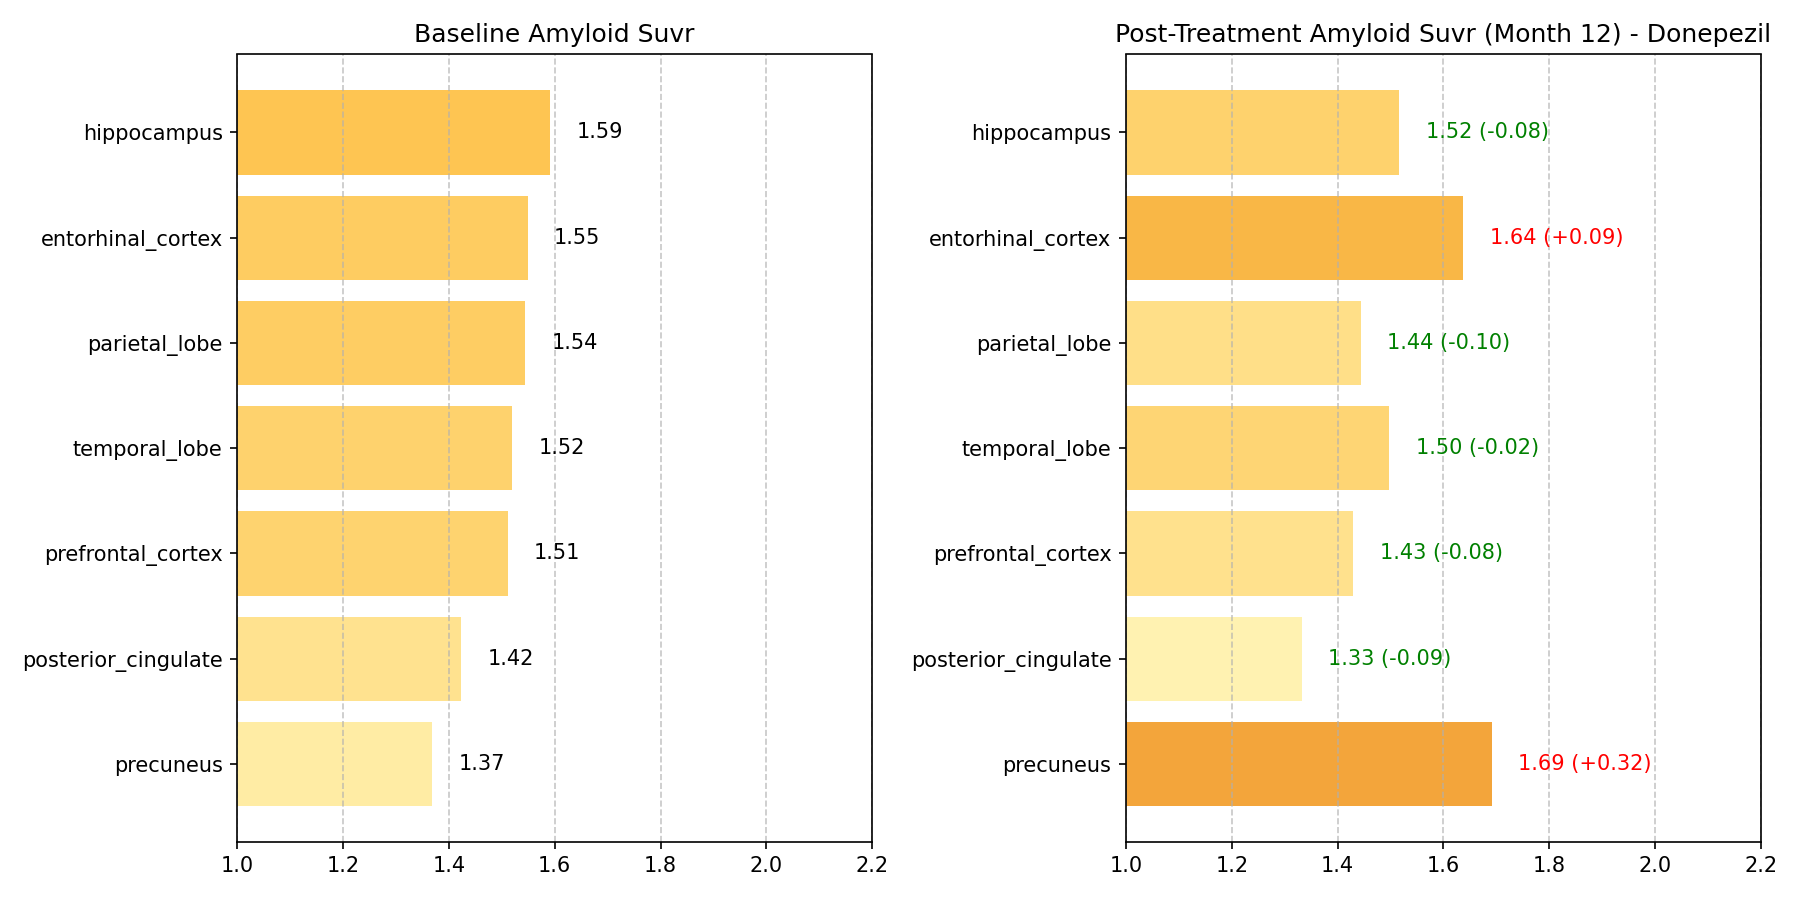 Baseline Amyloid Suvr
hippocampus
1.59
entorhinal_cortex
1.55
parietal_lobe
1.54
temporal_lobe
1.52
prefrontal_cortex
1.51
posterior_cingulate
1.42
precuneus
1.37
1.0 1.2 1.4 1.6 1.8 2.0 2.2
Post-Treatment Amyloid Suvr (Month 12) - Donepezil
hippocampus
1.52 (-0.08)
entorhinal_cortex
1.64 (+0.09)
parietal_lobe
1.44 (-0.10)
temporal_lobe
1.50 (-0.02)
prefrontal_cortex
1.43 (-0.08)
posterior_cingulate
1.33 (-0.09)
precuneus
1.69 (+0.32)
1.0 1.2 1.4 1.6 1.8 2.0 2.2